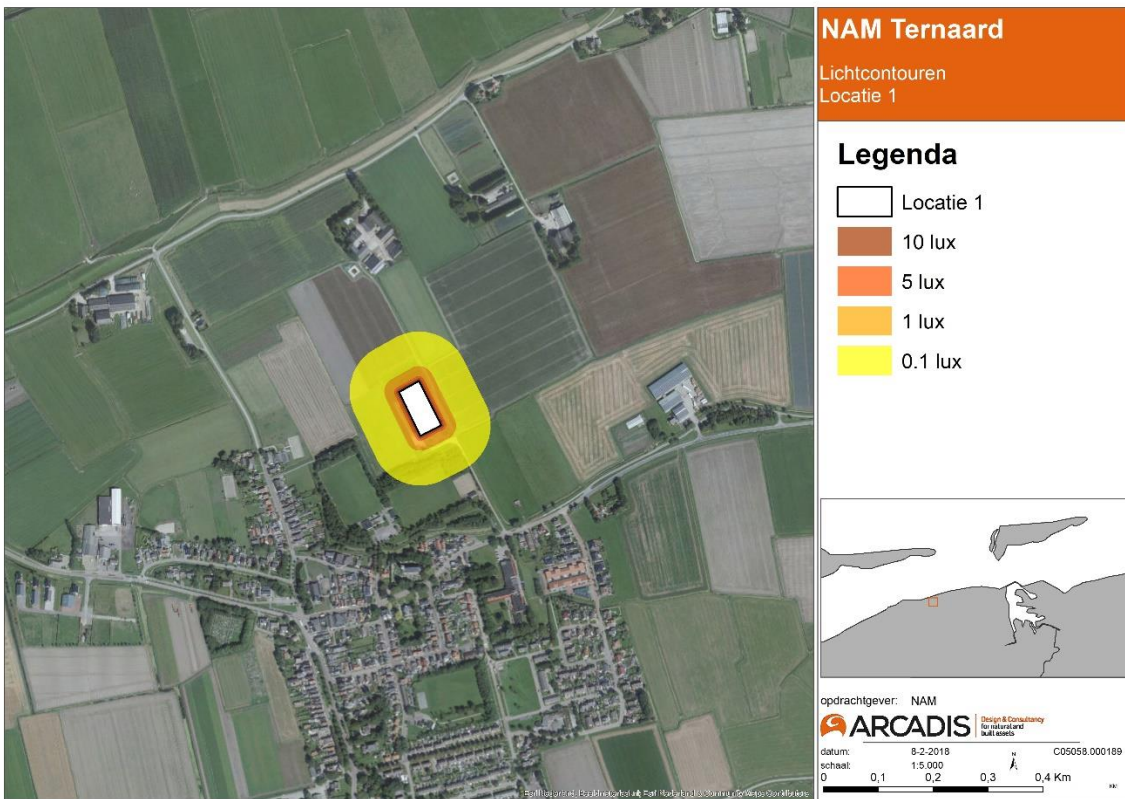 NAM Ternaard
Lichtcontouren
Locatie 1
Legenda
Locatie 1
10 lux
5 lux
1 lux
0.1 lux
opdrachtgever: NAM
ARCADIS
Design & Consultancy
for natural and
built assets
datum: 8-2-2018 C05058.000189
schaal: 1:5.000
N
0 0,1 0,2 0,3 0,4 Km